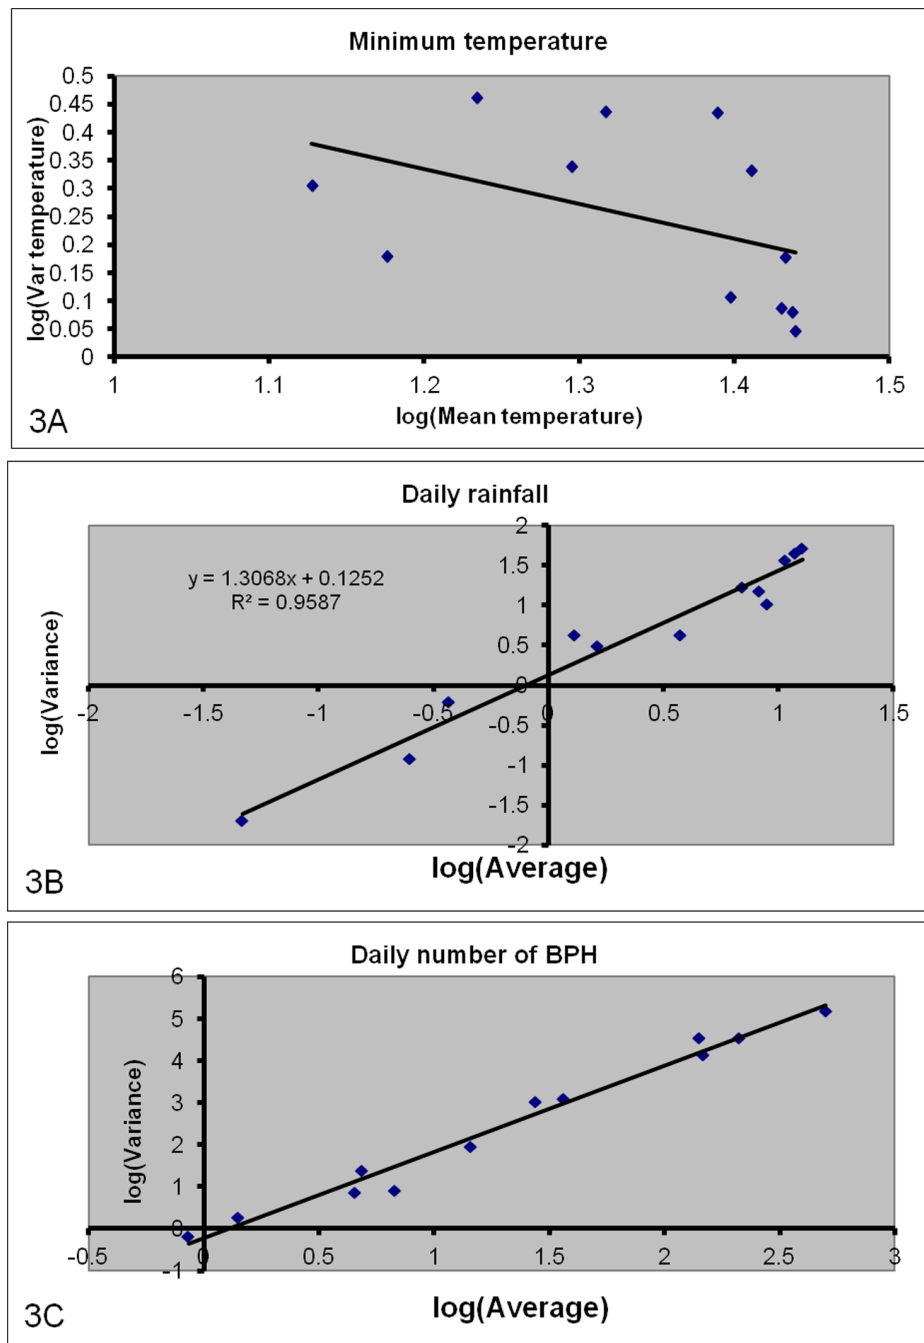 Minimum temperature
log(Var temperature)
0.5
0.45
0.4
0.35
0.3
0.25
0.2
0.15
0.1
0.05
0
1 1.1 1.2 1.3 1.4 1.5
log(Mean temperature)
3A
Daily rainfall
y = 1.3068x + 0.1252
R² = 0.9587
log(Variance)
2
1.5
1
0.5
0
-0.5
-1
-1.5
-2
-2 -1.5 -1 -0.5 0 0.5 1 1.5
log(Average)
3B
Daily number of BPH
log(Variance)
6
5
4
3
2
1
0
-1
-0.5 0 0.5 1 1.5 2 2.5 3
log(Average)
3C